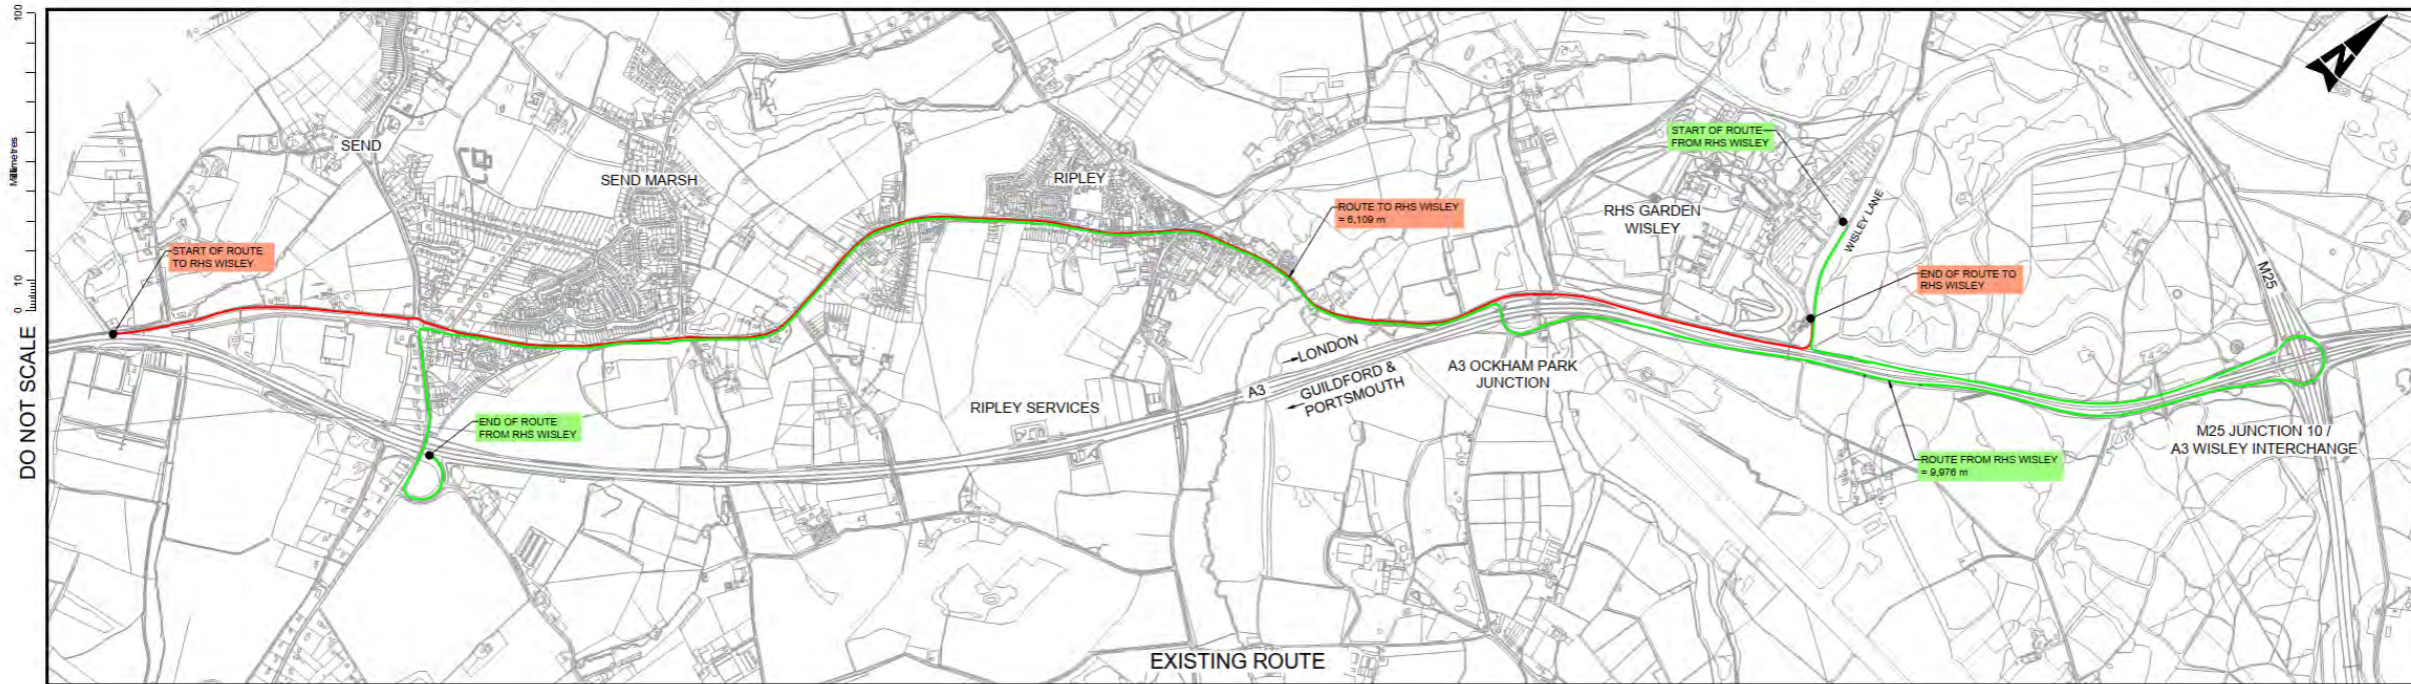 100
Millimetres
10
0
DO NOT SCALE
N
SEND
SEND MARSH
RIPLEY
START OF ROUTE
TO RHS WISLEY
ROUTE TO RHS WISLEY
= 6,109 m
START OF ROUTE
FROM RHS WISLEY
RHS GARDEN
WISLEY
WISLEY LANE
END OF ROUTE TO
RHS WISLEY
M25
LONDON
A3
GUILDFORD &
PORTSMOUTH
A3 OCKHAM PARK
JUNCTION
RIPLEY SERVICES
END OF ROUTE
FROM RHS WISLEY
M25 JUNCTION 10 /
A3 WISLEY INTERCHANGE
ROUTE FROM RHS WISLEY
= 9,976 m
EXISTING ROUTE